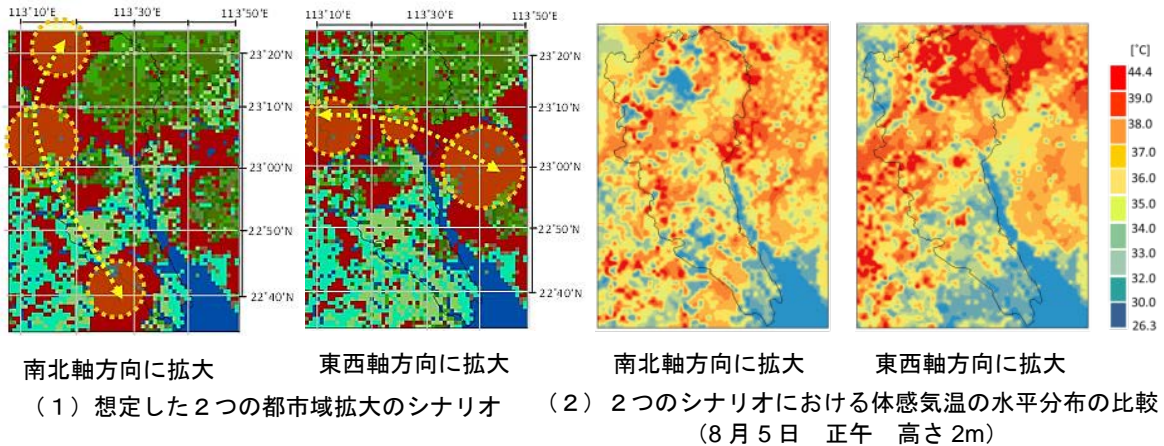 113°10'E 113°30'E 113°50'E
113°10'E 113°30'E 113°50'E
23°20'N
23°10'N
23°00'N
22°50'N
22°40'N
23°20'N
23°10'N
23°00'N
22°50'N
22°40'N
[℃]
44.4
39.0
38.0
37.0
36.0
35.0
34.0
33.0
32.0
30.0
26.3
南北軸方向に拡大
東西軸方向に拡大
南北軸方向に拡大
東西軸方向に拡大
(1)想定した2つの都市域拡大のシナリオ
(2)2つのシナリオにおける体感気温の水平分布の比較
(8月5日 正午 高さ 2m)